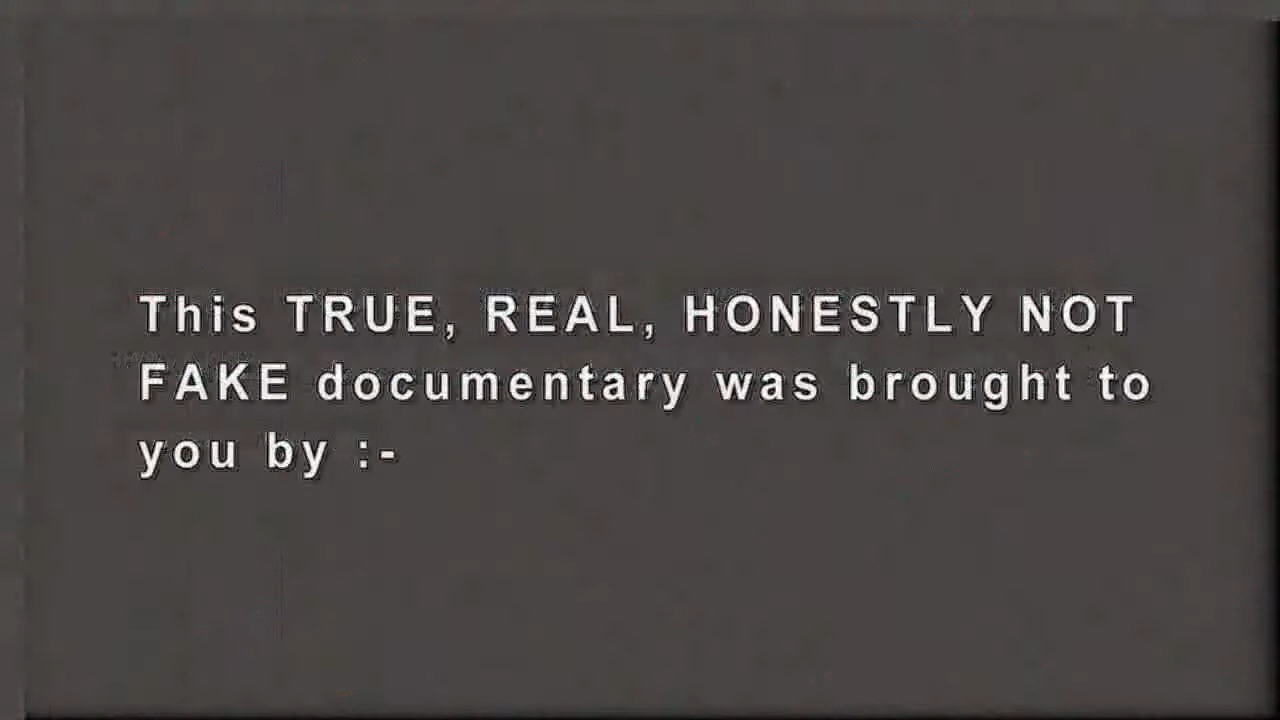 This TRUE, REAL, HONESTLY NOT
FAKE documentary was brought to
you by :-